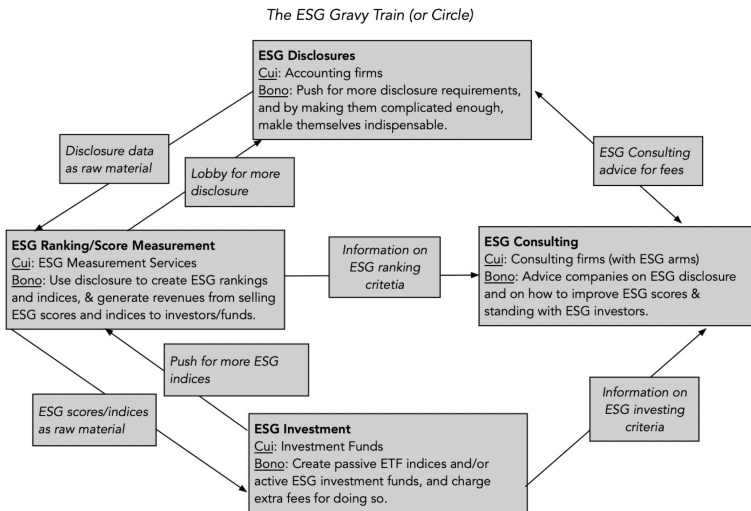 The ESG Gravy Train (or Circle)
ESG Disclosures
Cui: Accounting firms
Bono: Push for more disclosure requirements,
and by making them complicated enough,
makle themselves indispensable.
Disclosure data
as raw material
Lobby for more
disclosure
ESG Consulting
advice for fees
ESG Ranking/Score Measurement
Cui: ESG Measurement Services
Bono: Use disclosure to create ESG rankings
and indices, & generate revenues from selling
ESG scores and indices to investors/funds.
Information on
ESG ranking
critetia
ESG Consulting
Cui: Consulting firms (with ESG arms)
Bono: Advice companies on ESG disclosure
and on how to improve ESG scores &
standing with ESG investors.
Push for more ESG
indices
ESG scores/indices
as raw material
Information on
ESG investing
criteria
ESG Investment
Cui: Investment Funds
Bono: Create passive ETF indices and/or
active ESG investment funds, and charge
extra fees for doing so.